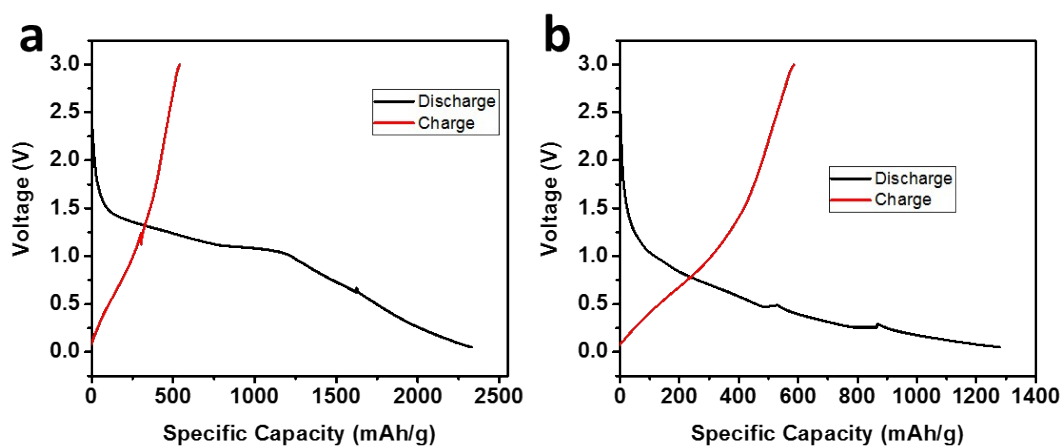 a
3.0
2.5
2.0
1.5
1.0
0.5
0.0
Voltage (V)
Discharge
Charge
0 500 1000 1500 2000 2500
Specific Capacity (mAh/g)
b
3.0
2.5
2.0
1.5
1.0
0.5
0.0
Voltage (V)
Discharge
Charge
0 200 400 600 800 1000 1200 1400
Specific Capacity (mAh/g)